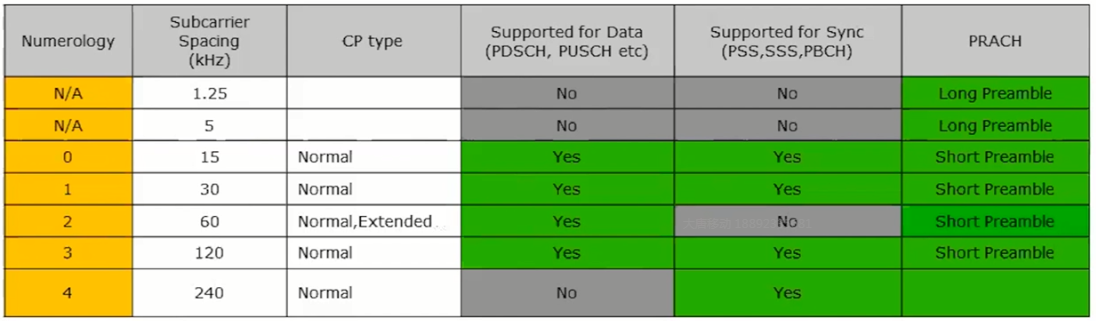 Numerology Subcarrier Spacing (kHz) CP type Supported for Data (PDSCH, PUSCH etc) Supported for Sync (PSS,SSS,PBCH) PRACH
N/A 1.25 No No Long Preamble
N/A 5 No No Long Preamble
0 15 Normal Yes Yes Short Preamble
1 30 Normal Yes Yes Short Preamble
2 60 Normal,Extended Yes No Short Preamble
3 120 Normal Yes Yes Short Preamble
4 240 Normal No Yes